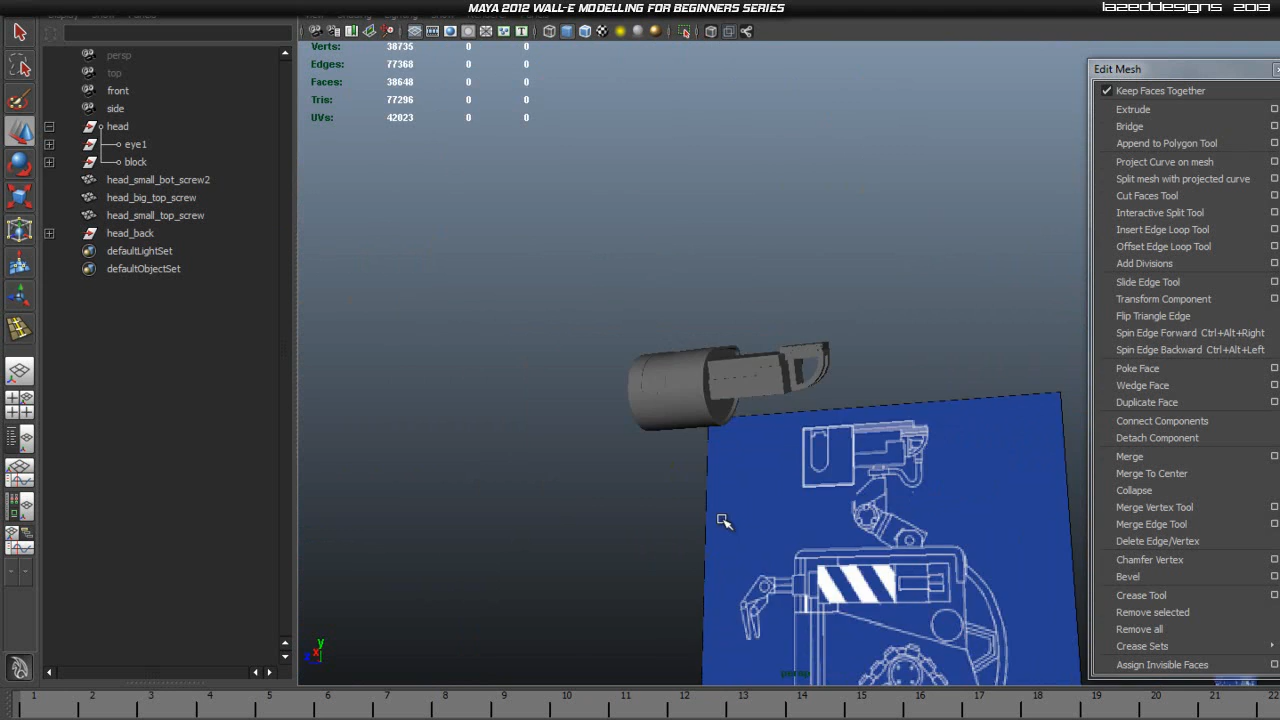 MAYA 2012 WALL-E MODELLING FOR BEGINNERS SERIES
LAZEDDESIGNS 2013
Verts: 38735 0 0
Edges: 77368 0 0
Faces: 38648 0 0
Tris: 77296 0 0
UVs: 42023 0 0
persp
top
front
side
head
eye1
block
head_small_bot_screw2
head_big_top_screw
head_small_top_screw
head_back
defaultLightSet
defaultObjectSet
Edit Mesh
Keep Faces Together
Extrude
Bridge
Append to Polygon Tool
Project Curve on mesh
Split mesh with projected curve
Cut Faces Tool
Interactive Split Tool
Insert Edge Loop Tool
Offset Edge Loop Tool
Add Divisions
Slide Edge Tool
Transform Component
Flip Triangle Edge
Spin Edge Forward Ctrl+Alt+Right
Spin Edge Backward Ctrl+Alt+Left
Poke Face
Wedge Face
Duplicate Face
Connect Components
Detach Component
Merge
Merge To Center
Collapse
Merge Vertex Tool
Merge Edge Tool
Delete Edge/Vertex
Chamfer Vertex
Bevel
Crease Tool
Remove selected
Remove all
Crease Sets
Assign Invisible Faces
y
x
persp
1 2 3 4 5 6 7 8 9 10 11 12 13 14 15 16 17 18 19 20 21 22